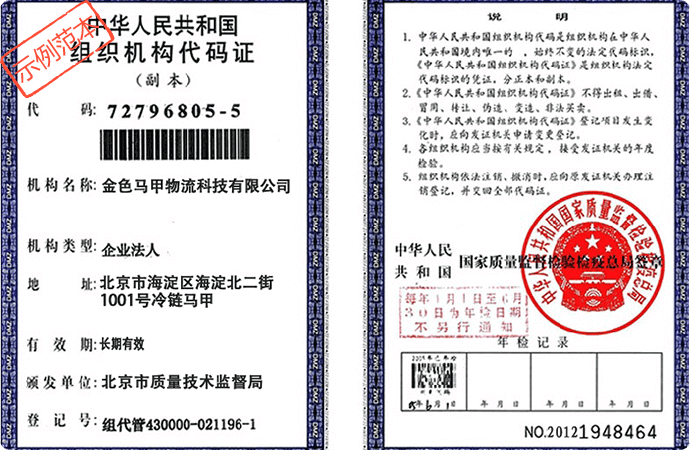 示例范本
中华人民共和国
组织机构代码证
(副本)
代 码: 72796805-5
机构名称: 金色马甲物流科技有限公司
机构类型: 企业法人
地 址: 北京市海淀区海淀北二街
1001号冷链马甲
有 效 期: 长期有效
颁发单位: 北京市质量技术监督局
登 记 号: 组代管430000-021196-1
说 明
1. 中华人民共和国组织机构代码是组织机构在中华人
民共和国境内唯一的 、始终不变的法定代码标识,
《中华人民共和国组织机构代码证》是组织机构法定
代码标识的凭证,分正本和副本。
2.《中华人民共和国组织机构代码证》不得出租、出借、
冒用、转让、伪造、变造、非法买卖。
3.《中华人民共和国组织机构代码证》登记项目发生变
化时,应向发证机关申请变更登记。
4. 各组织机构应当按有关规定,接受发证机关的年度
检验。
5. 组织机构依法注销、撤消时,应向原发证机关办理注
销登记,并交回全部代码证。
中华人民
共和国 国家质量监督检验检疫总局签章
中华人民共和国国家质量监督检验检疫总局
每年1月1日至6月
30日为年检日期
不另行通知
年检记录
年 月 日 年 月 日 年 月 日
NO.20121948464